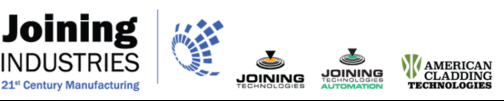 Joining
INDUSTRIES
21st Century Manufacturing
JOINING
TECHNOLOGIES
JOINING
TECHNOLOGIES
AUTOMATION
AMERICAN
CLADDING
TECHNOLOGIES